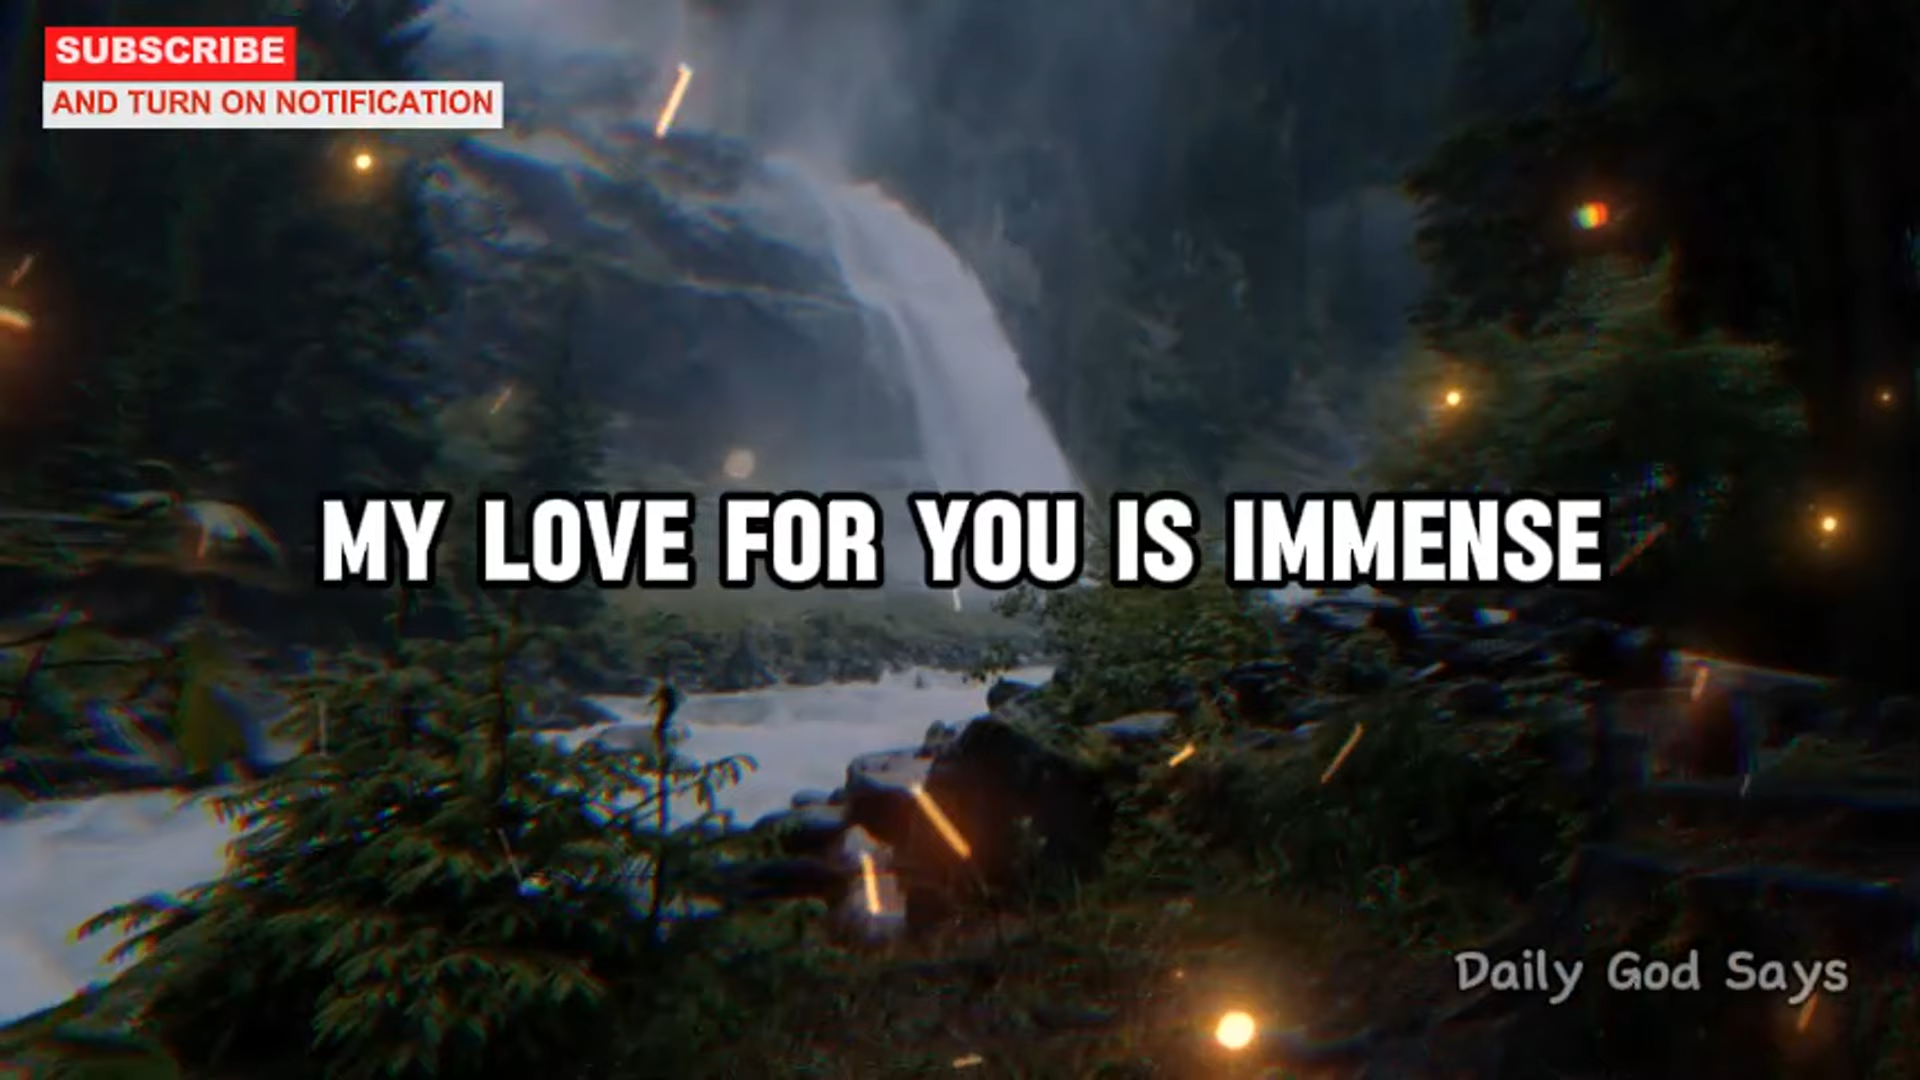 SUBSCRIBE
AND TURN ON NOTIFICATION
MY LOVE FOR YOU IS IMMENSE
Daily God Says